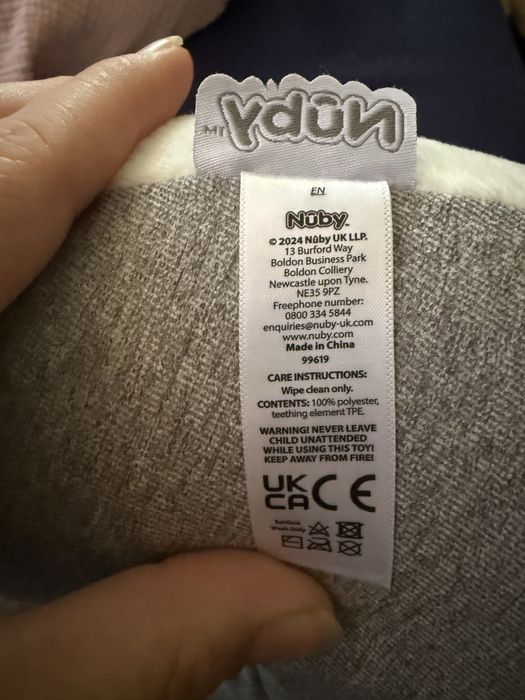 Nûby TM
EN
Nûby™
© 2024 Nûby UK LLP.
13 Burford Way
Boldon Business Park
Boldon Colliery
Newcastle upon Tyne.
NE35 9PZ
Freephone number:
0800 334 5844
enquiries@nuby-uk.com
www.nuby.com
Made in China
99619
CARE INSTRUCTIONS:
Wipe clean only.
CONTENTS: 100% polyester,
teething element TPE.
WARNING! NEVER LEAVE
CHILD UNATTENDED
WHILE USING THIS TOY!
KEEP AWAY FROM FIRE!
UK
CA CE
Surface
Wash Only